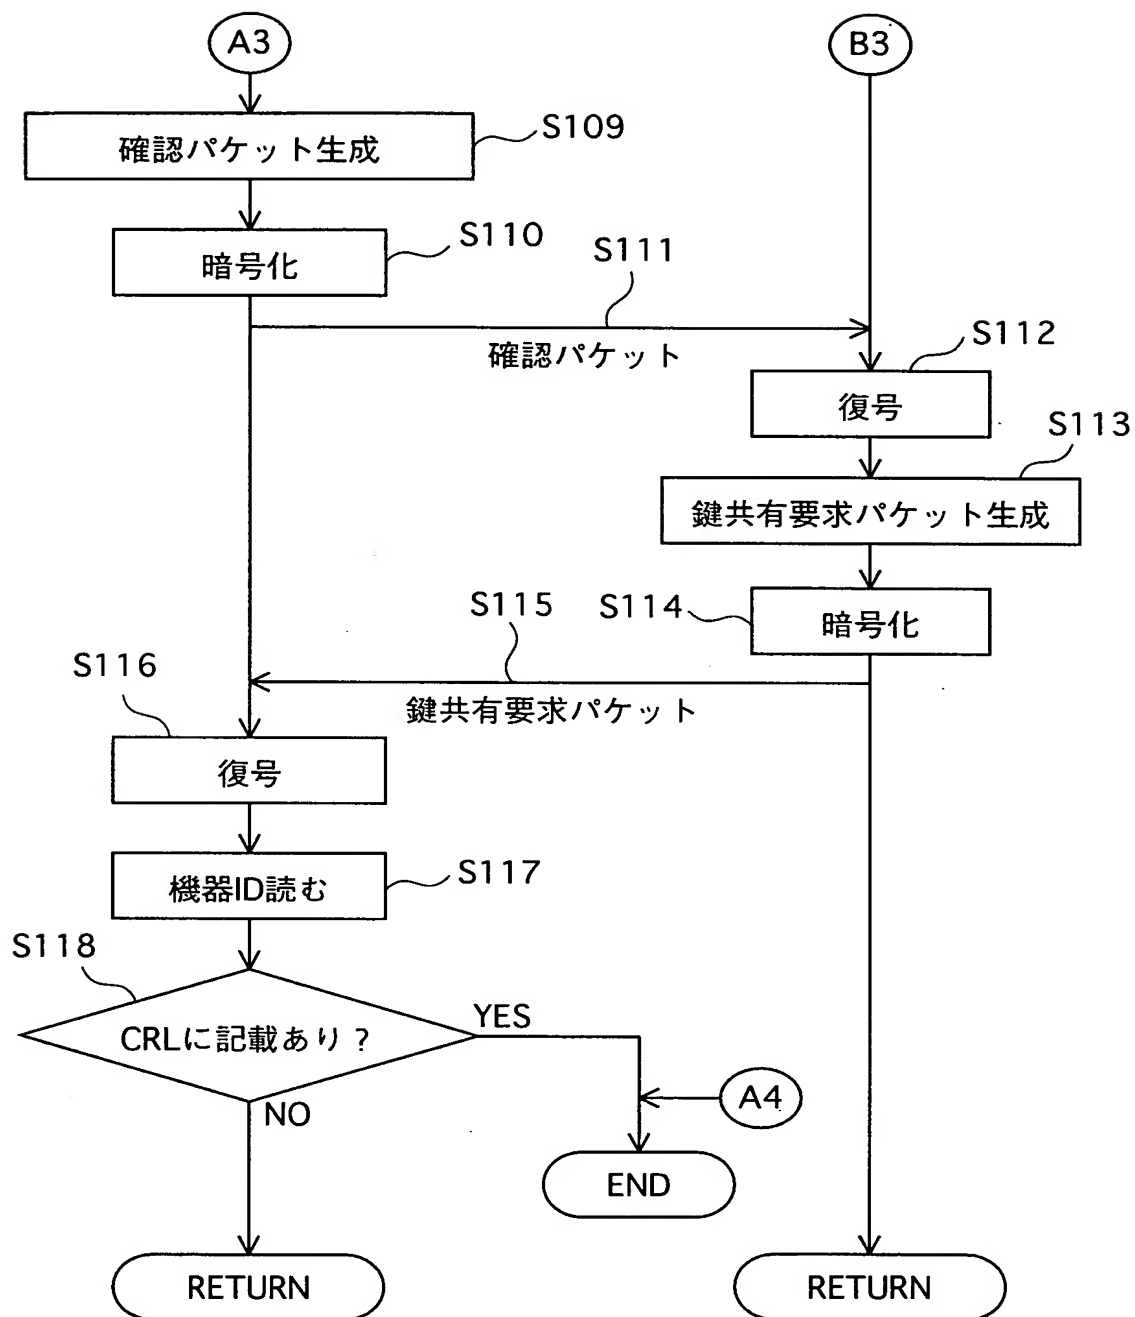 A3
B3
確認パケット生成
S109
暗号化
S110
S111
確認パケット
S112
復号
S113
鍵共有要求パケット生成
S114
暗号化
S115
鍵共有要求パケット
S116
復号
機器ID読む
S117
S118
CRLに記載あり？
YES
NO
A4
END
RETURN
RETURN